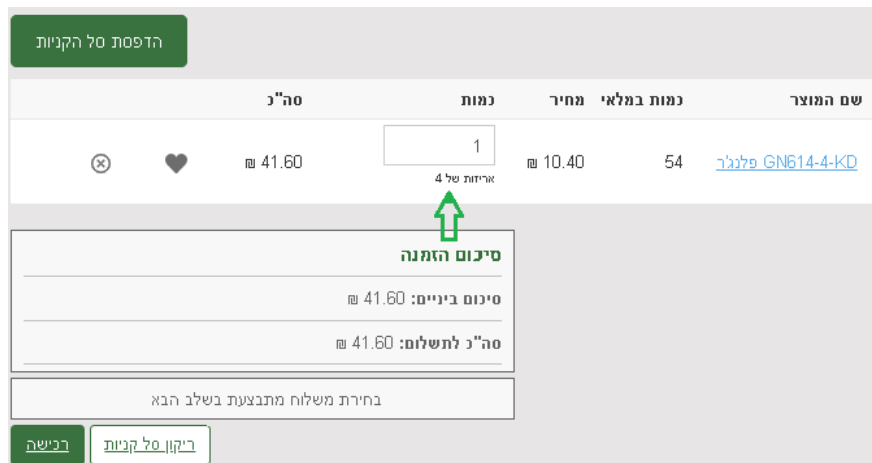 הדפסת סל הקניות
שם המוצר כמות במלאי מחיר כמות סה"כ
GN614-4-KD פלנג'ר 54 10.40 ₪ 1 41.60 ₪
אריזות של 4
סיכום הזמנה
סיכום ביניים: 41.60 ₪
סה"כ לתשלום: 41.60 ₪
בחירת משלוח מתבצעת בשלב הבא
ריקון סל קניות רכישה